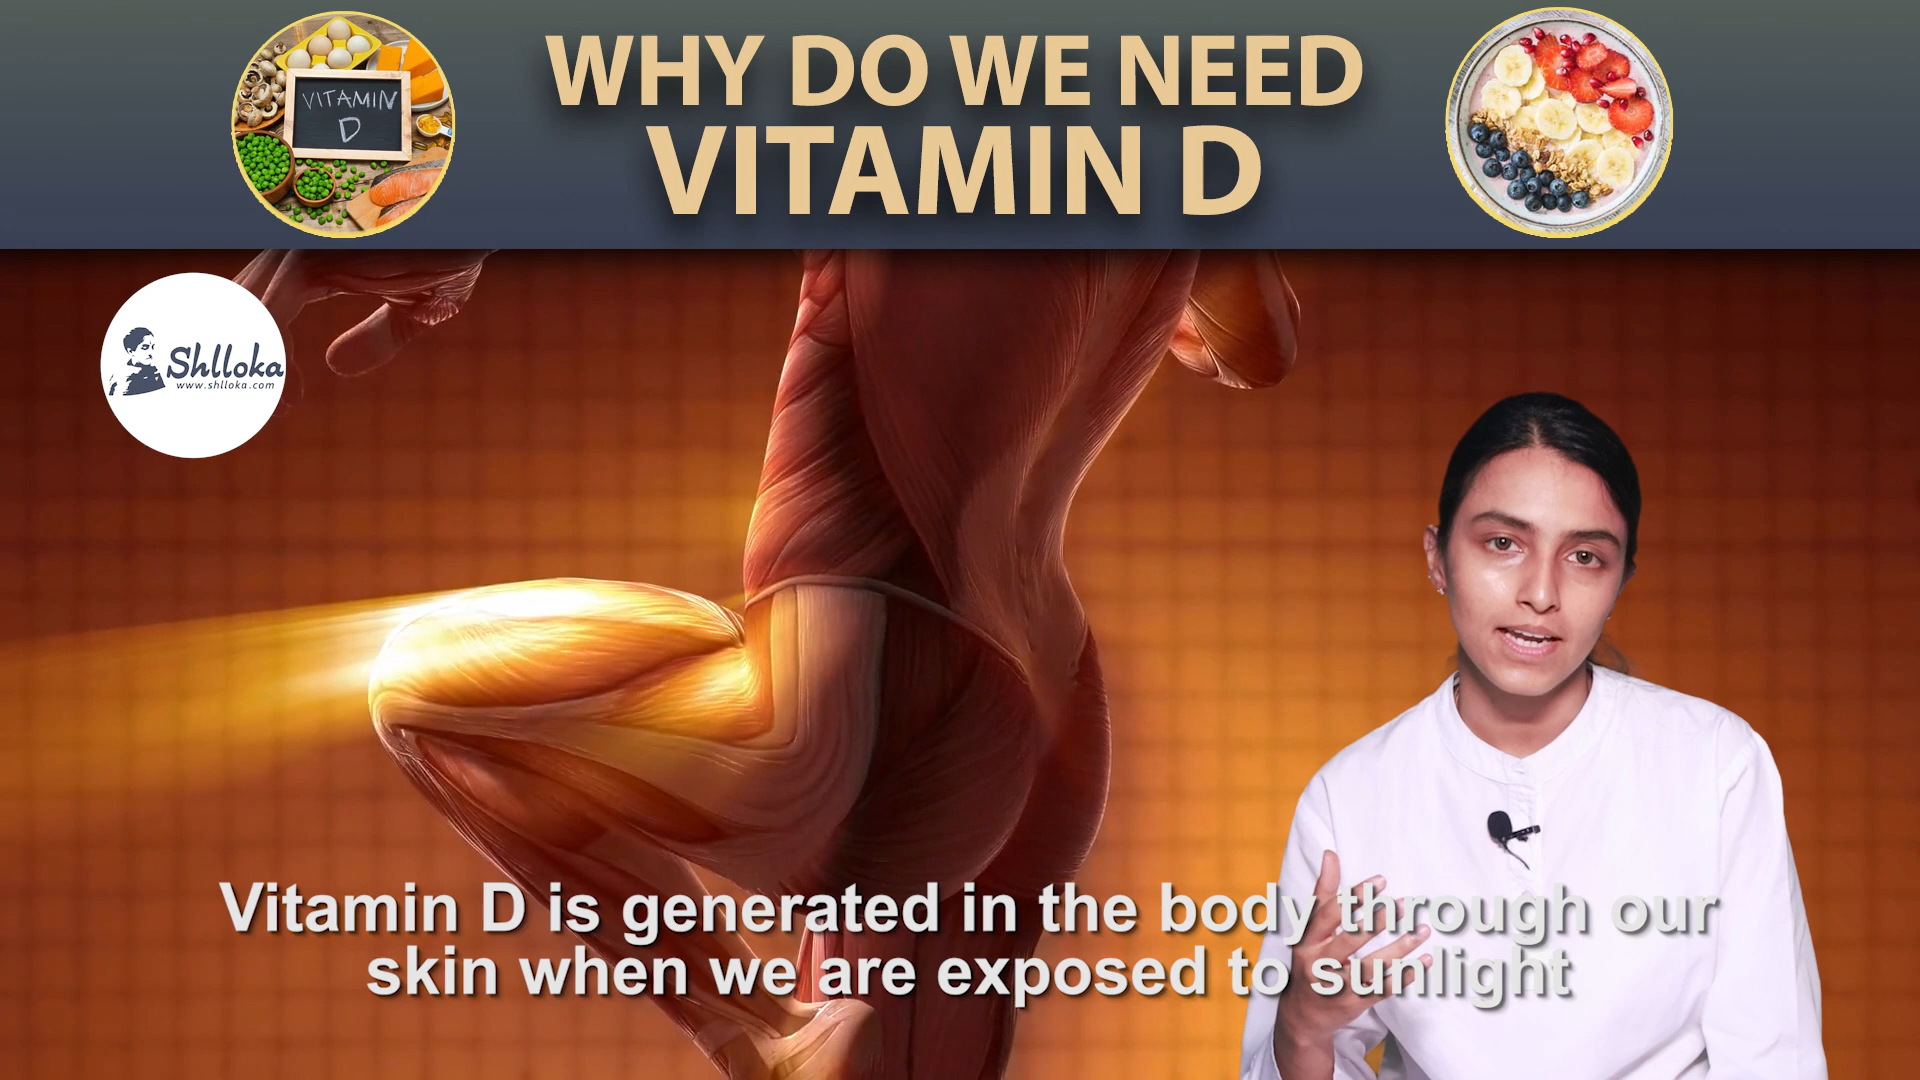 WHY DO WE NEED
VITAMIN D
VITAMIN
D
Shlloka
www.shlloka.com
Vitamin D is generated in the body through our
skin when we are exposed to sunlight